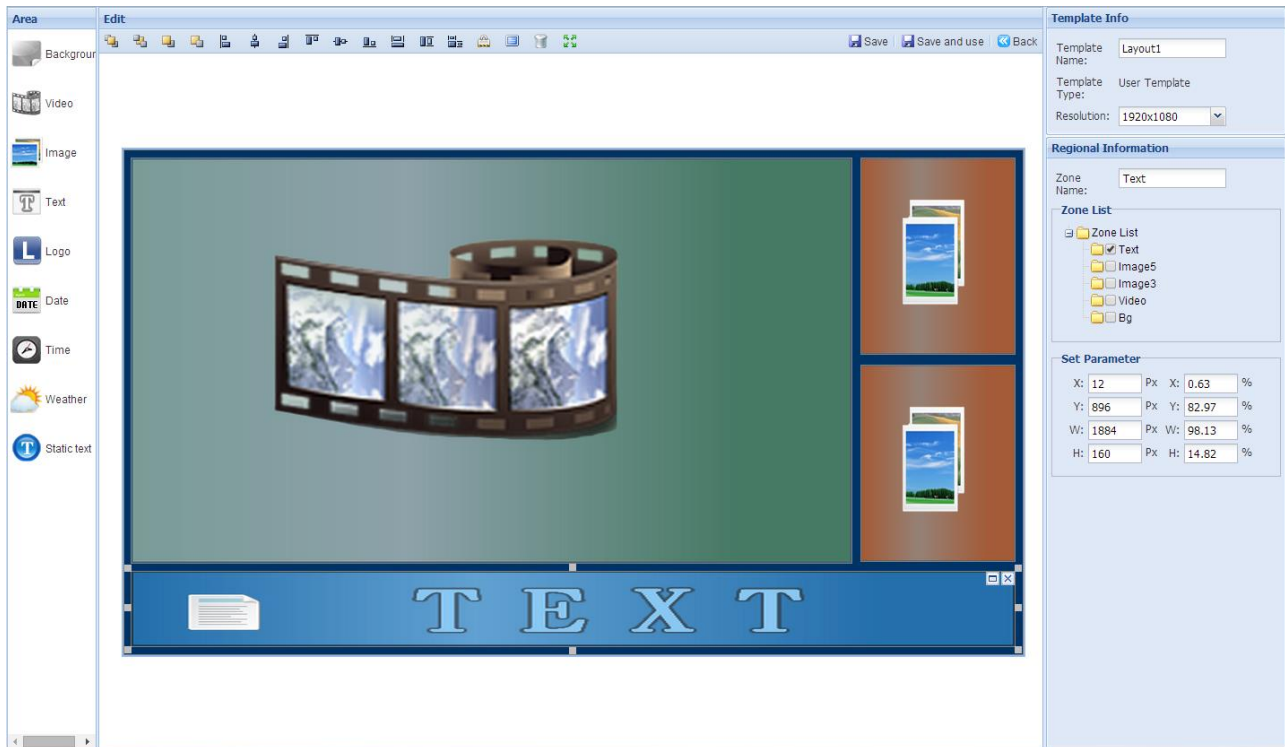 Area
Backgrour
Video
Image
T
Text
L
Logo
DATE
Date
Time
Weather
T
Static text
Edit
Save
Save and use
Back
T E X T
Template Info
Template Name:
Layout1
Template Type:
User Template
Resolution:
1920x1080
Regional Information
Zone Name:
Text
Zone List
Zone List
Text
Image5
Image3
Video
Bg
Set Parameter
X: 12 Px X: 0.63 %
Y: 896 Px Y: 82.97 %
W: 1884 Px W: 98.13 %
H: 160 Px H: 14.82 %